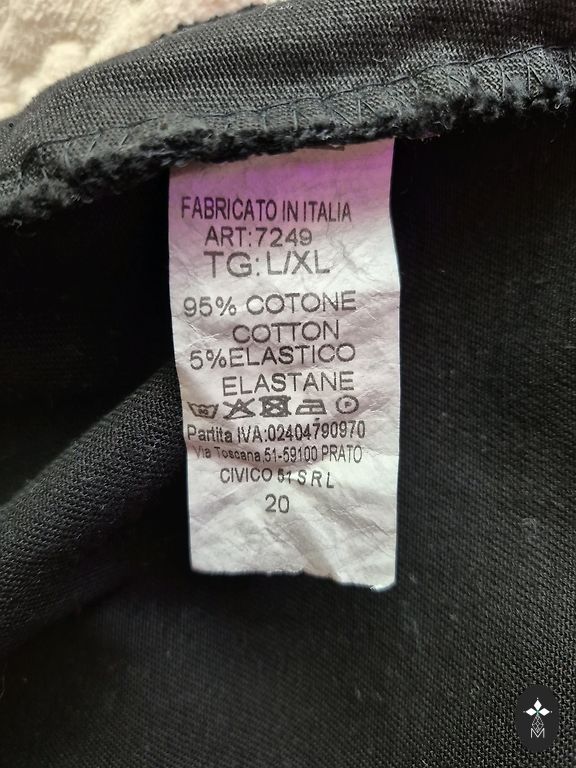 FABRICATO IN ITALIA
ART:7249
TG:L/XL
95% COTONE
COTTON
5%ELASTICO
ELASTANE
P
Partita IVA:02404790970
Via Toscana,51-59100 PRATO
CIVICO 51 SRL
20
M